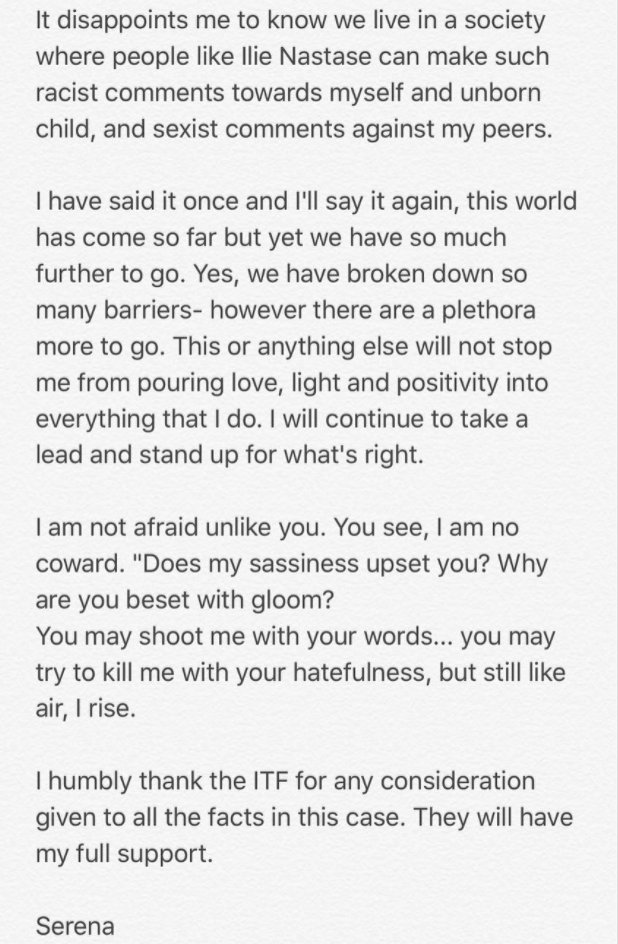 It disappoints me to know we live in a society
where people like Ilie Nastase can make such
racist comments towards myself and unborn
child, and sexist comments against my peers.
I have said it once and I'll say it again, this world
has come so far but yet we have so much
further to go. Yes, we have broken down so
many barriers- however there are a plethora
more to go. This or anything else will not stop
me from pouring love, light and positivity into
everything that I do. I will continue to take a
lead and stand up for what's right.
I am not afraid unlike you. You see, I am no
coward. "Does my sassiness upset you? Why
are you beset with gloom?
You may shoot me with your words... you may
try to kill me with your hatefulness, but still like
air, I rise.
I humbly thank the ITF for any consideration
given to all the facts in this case. They will have
my full support.
Serena